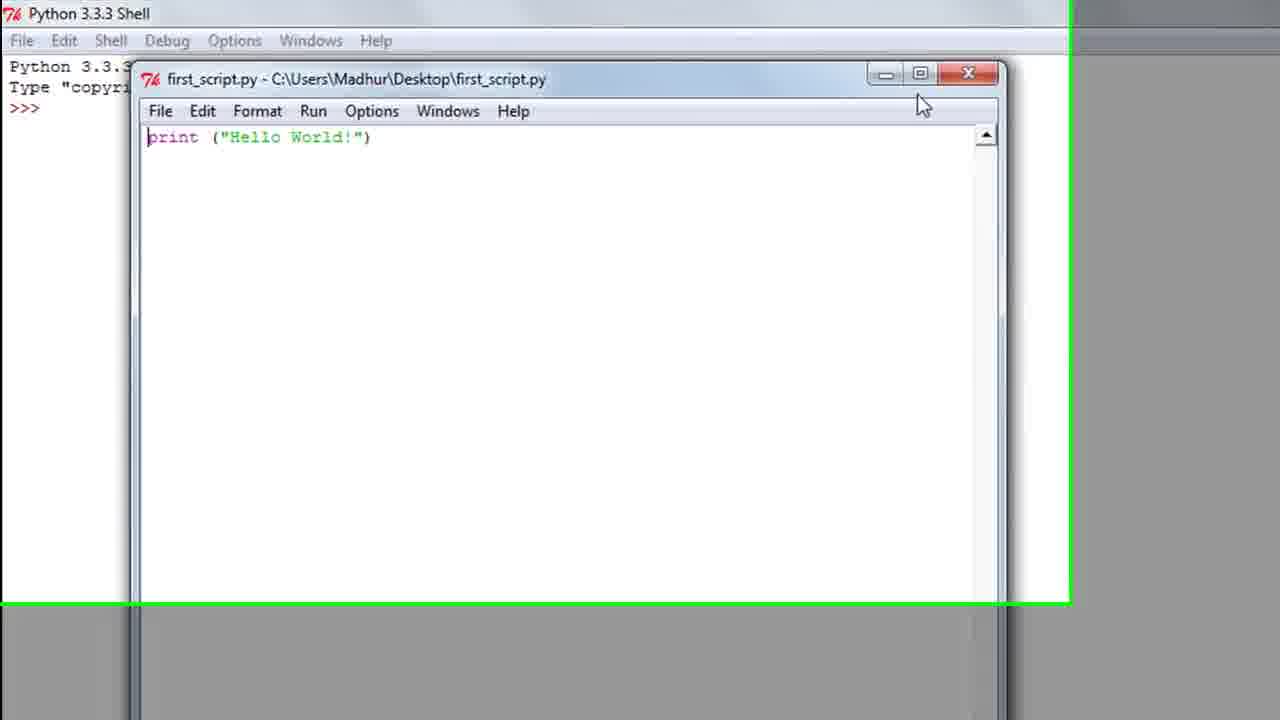 Python 3.3.3 Shell
File Edit Shell Debug Options Windows Help
Python 3.3.3
Type "copyri
>>>
first_script.py - C:\Users\Madhur\Desktop\first_script.py
File Edit Format Run Options Windows Help
print ("Hello World!")